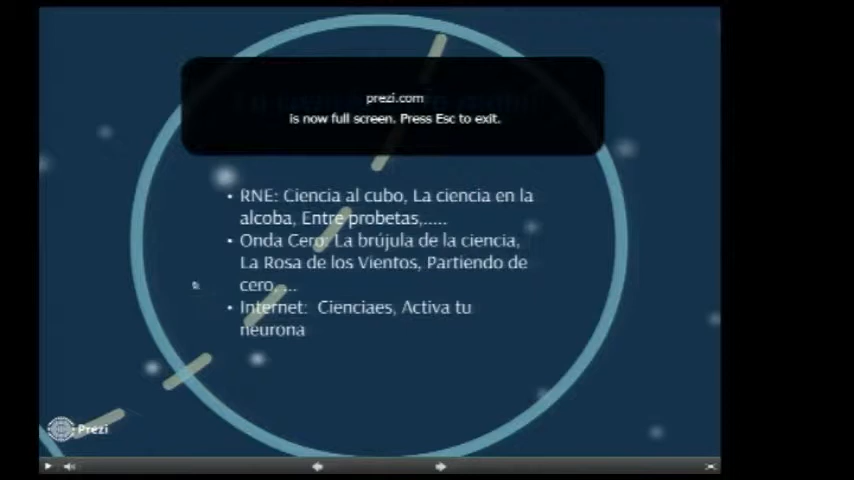 prezi.com
is now full screen. Press Esc to exit.
• RNE: Ciencia al cubo, La ciencia en la
alcoba, Entre probetas,.....
• Onda Cero: La brújula de la ciencia,
La Rosa de los Vientos, Partiendo de
cero, ...
• Internet: Cienciaes, Activa tu
neurona
Prezi